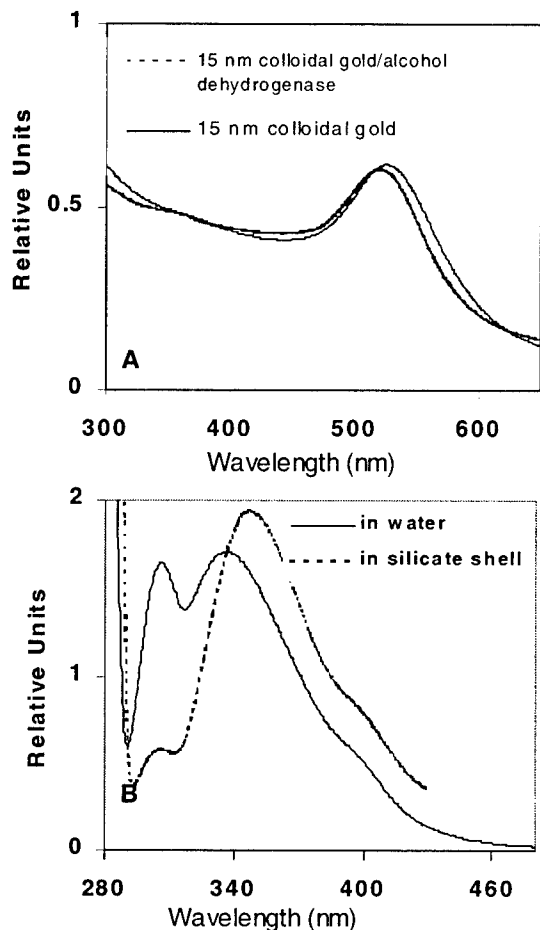 1
15 nm colloidal gold/alcohol
dehydrogenase
15 nm colloidal gold
0.5
Relative Units
A
0
300 400 500 600
Wavelength (nm)
2
in water
in silicate shell
1
Relative Units
B
0
280 340 400 460
Wavelength (nm)